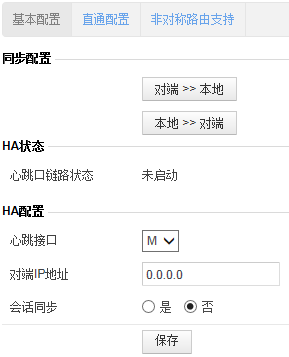 基本配置 直通配置 非对称路由支持
同步配置
对端 >> 本地
本地 >> 对端
HA状态
心跳口链路状态 未启动
HA配置
心跳接口 M
对端IP地址 0.0.0.0
会话同步 是 否
保存